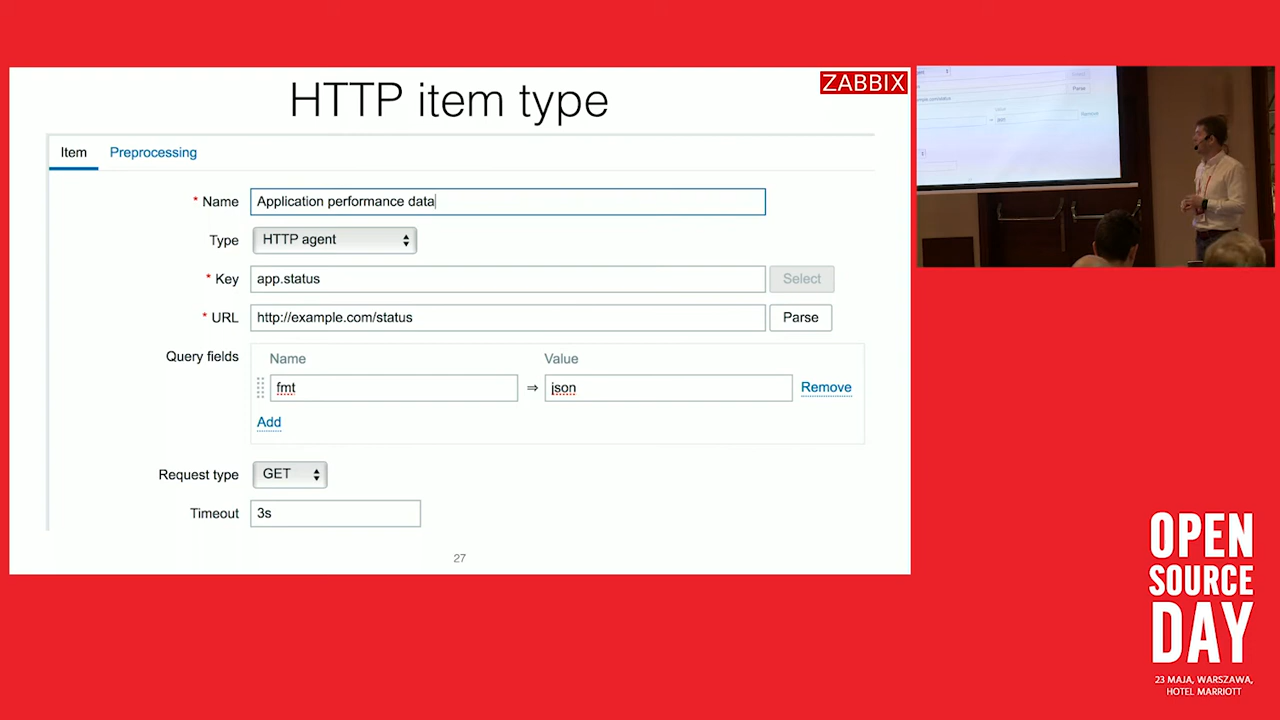 HTTP item type
ZABBIX
Item Preprocessing
* Name Application performance data
Type HTTP agent
* Key app.status Select
* URL http://example.com/status Parse
Query fields Name Value
fmt ⇒ json Remove
Add
Request type GET
Timeout 3s
27
Parse
Remove
OPEN
SOURCE
DAY
23 MAJA, WARSZAWA,
HOTEL MARRIOTT